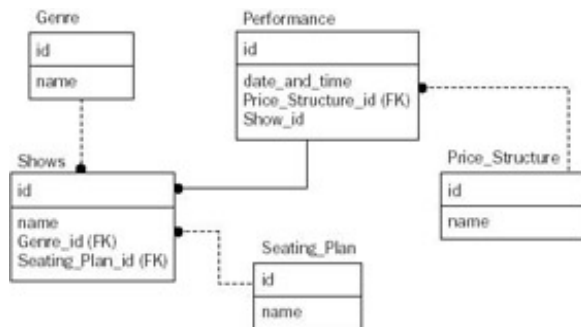 Genre
id
name
Performance
id
date_and_time
Price_Structure_id (FK)
Show_id
Shows
id
name
Genre_id (FK)
Seating_Plan_id (FK)
Price_Structure
id
name
Seating_Plan
id
name